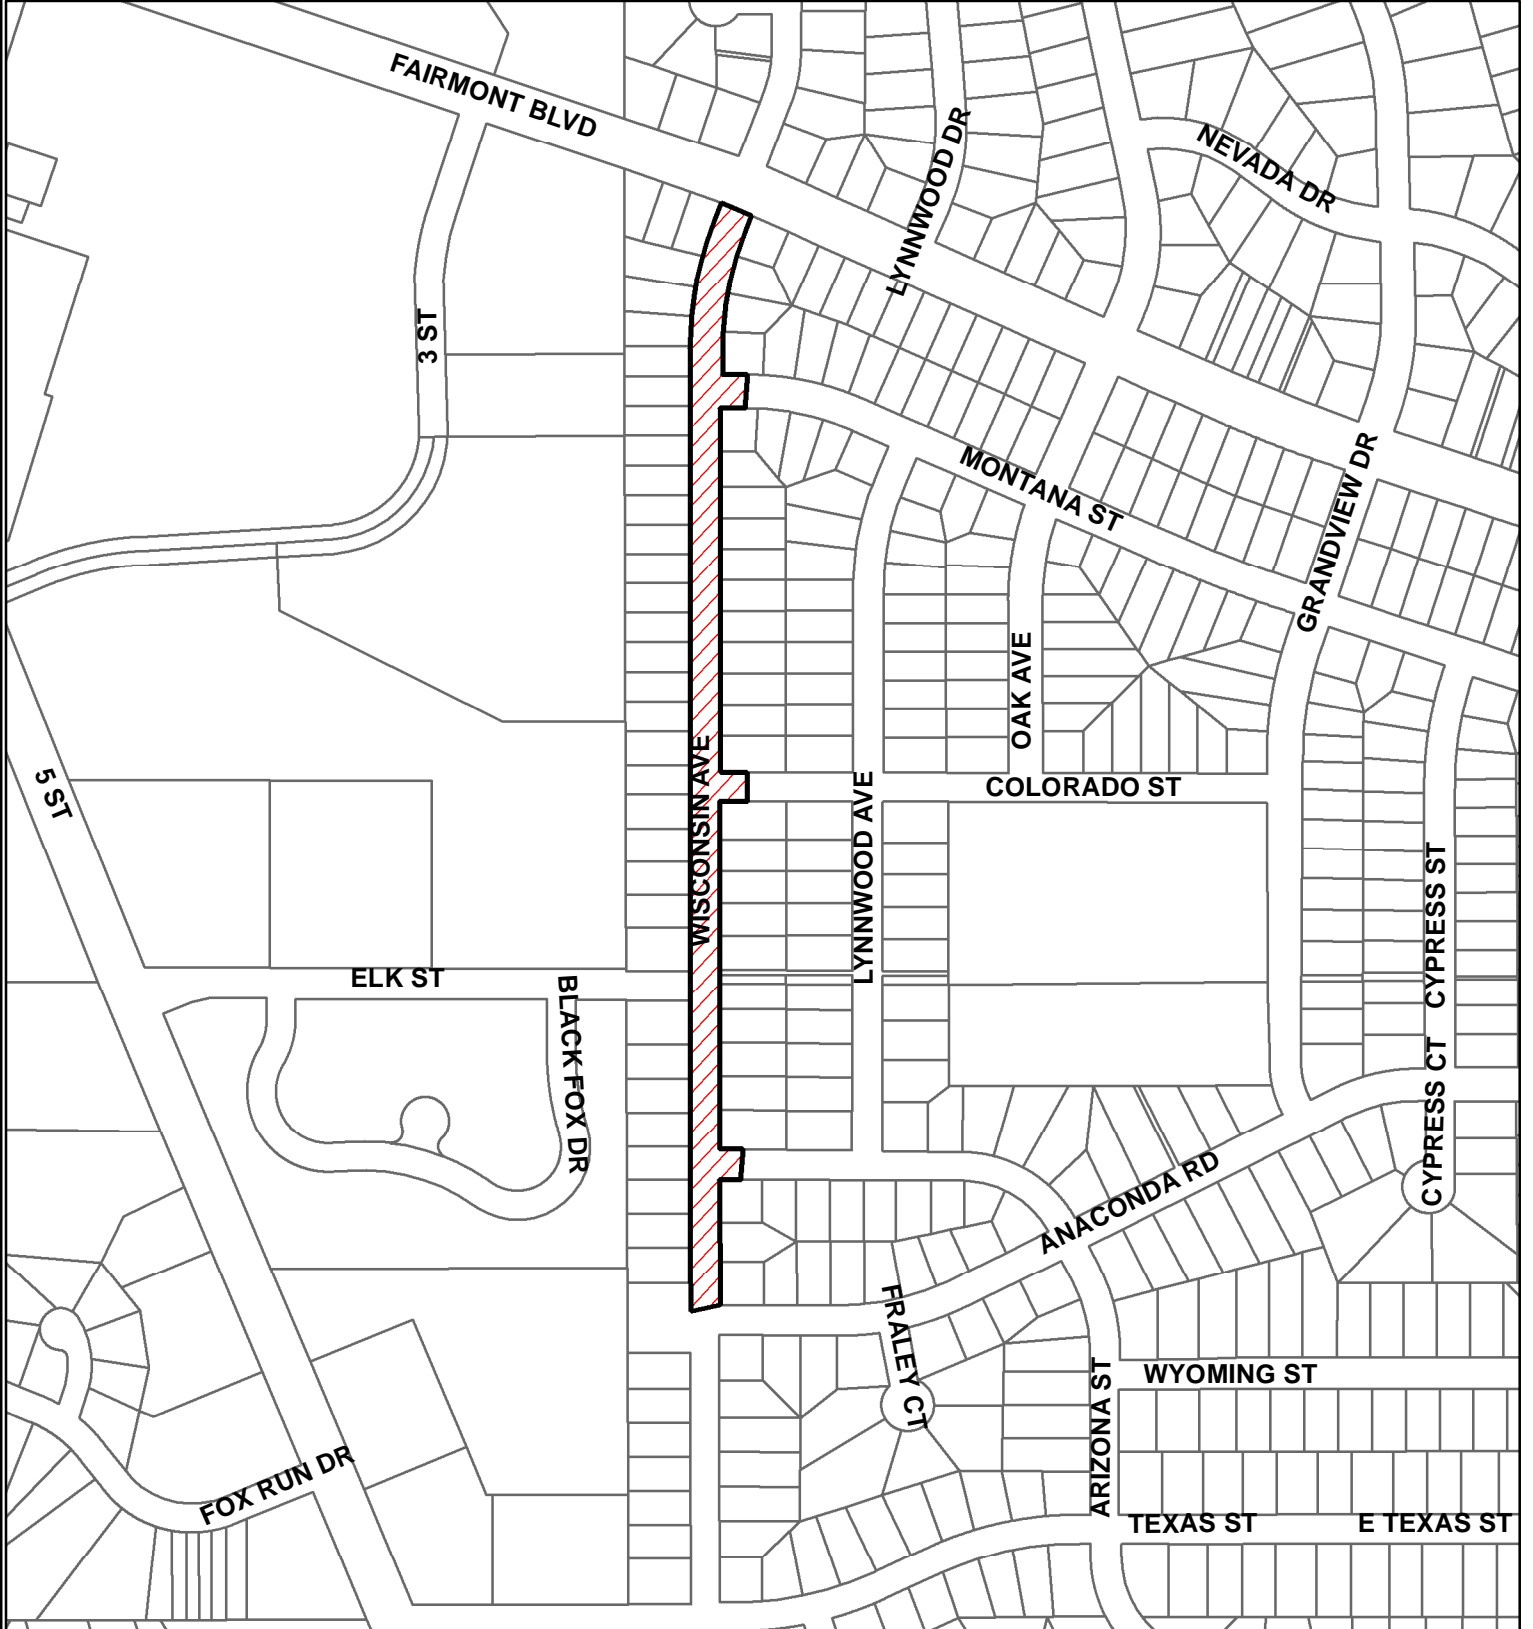 FAIRMONT BLVD
LYNNWOOD DR
NEVADA DR
3 ST
MONTANA ST
GRANDVIEW DR
OAK AVE
5 ST
WISCONSIN AVE
LYNNWOOD AVE
COLORADO ST
CYPRESS ST
ELK ST
BLACK FOX DR
CYPRESS CT
ANACONDA RD
FRALEY CT
ARIZONA ST
WYOMING ST
FOX RUN DR
TEXAS ST
E TEXAS ST